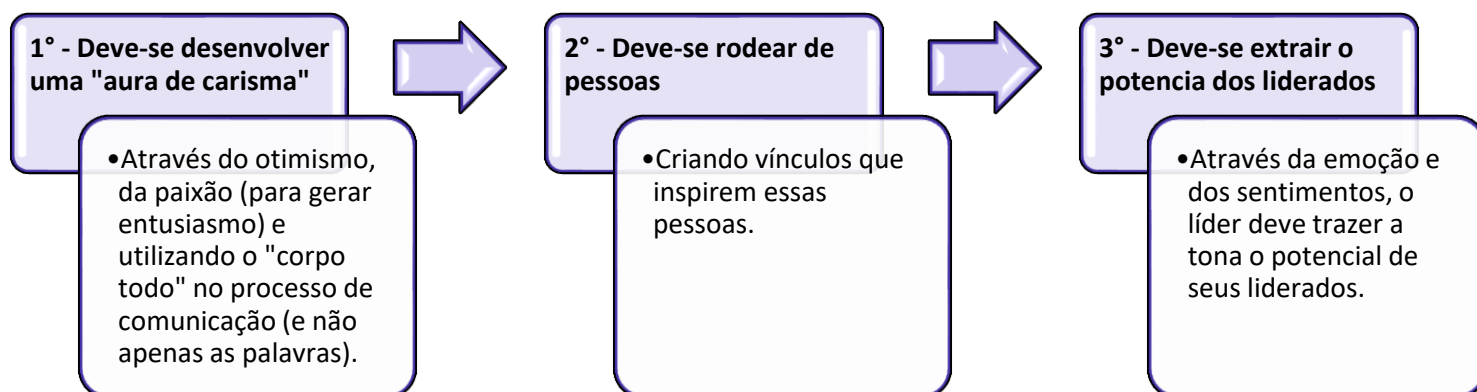 1° - Deve-se desenvolver
uma "aura de carisma"
•Através do otimismo,
da paixão (para gerar
entusiasmo) e
utilizando o "corpo
todo" no processo de
comunicação (e não
apenas as palavras).
2° - Deve-se rodear de
pessoas
•Criando vínculos que
inspirem essas
pessoas.
3° - Deve-se extrair o
potencia dos liderados
•Através da emoção e
dos sentimentos, o
líder deve trazer a
tona o potencial de
seus liderados.